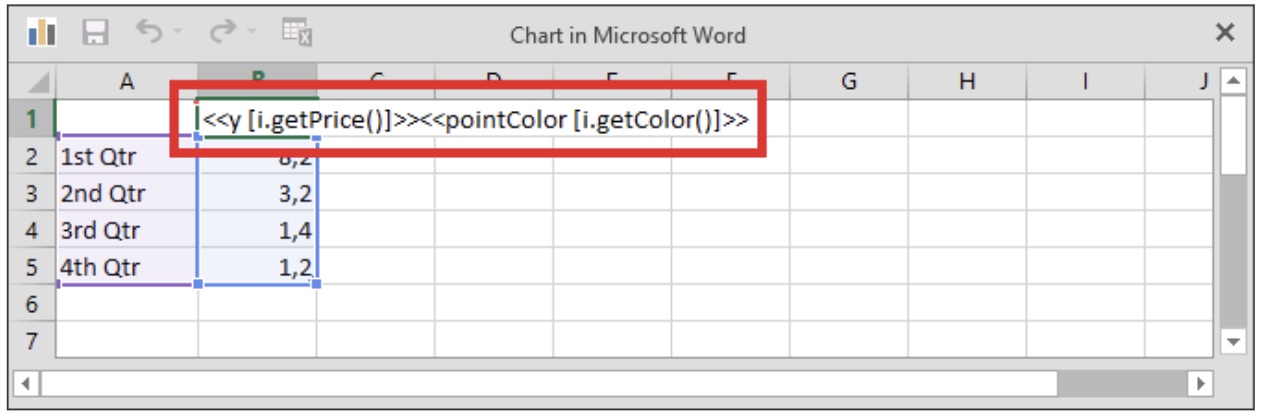 Chart in Microsoft Word
A B C D E F G H I J
1 <<y [i.getPrice()]>><<pointColor [i.getColor()]>>
2 1st Qtr 8,2
3 2nd Qtr 3,2
4 3rd Qtr 1,4
5 4th Qtr 1,2
6
7